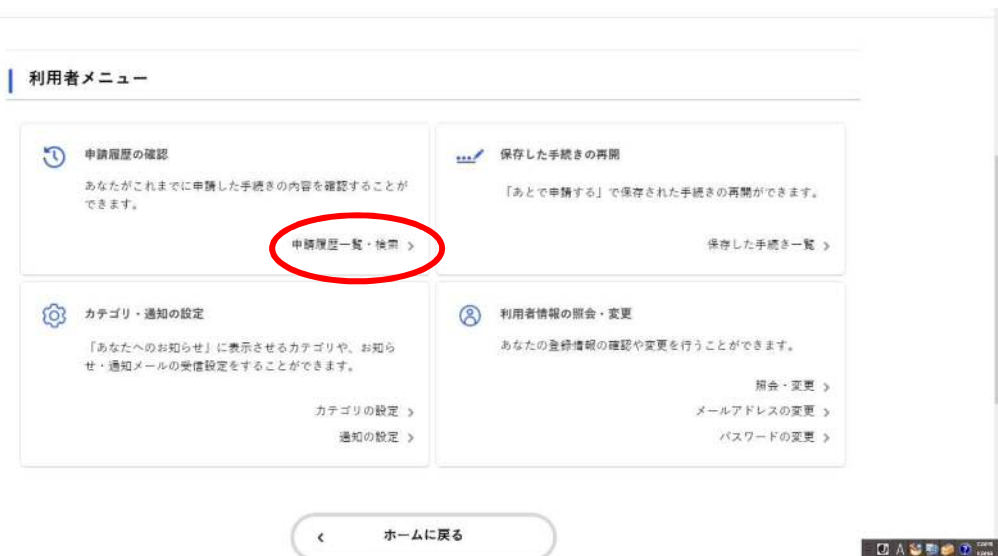 利用者メニュー
申請履歴の確認
あなたがこれまでに申請した手続きの内容を確認することが
できます。
申請履歴一覧・検索 >
保存した手続きの再開
「あとで申請する」で保存された手続きの再開ができます。
保存した手続き一覧 >
カテゴリ・通知の設定
「あなたへのお知らせ」に表示させるカテゴリや、お知ら
せ・通知メールの受信設定をすることができます。
カテゴリの設定 >
通知の設定 >
利用者情報の照会・変更
あなたの登録情報の確認や変更を行うことができます。
照会・変更 >
メールアドレスの変更 >
パスワードの変更 >
< ホームに戻る
A
CAPS
KANA